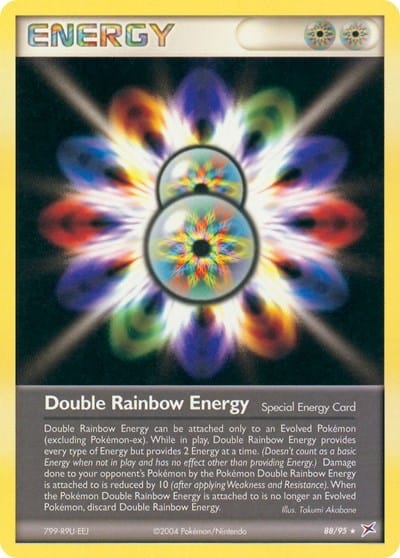 ENERGY
Double Rainbow Energy Special Energy Card
Double Rainbow Energy can be attached only to an Evolved Pokémon
(excluding Pokémon-ex). While in play, Double Rainbow Energy provides
every type of Energy but provides 2 Energy at a time. (Doesn't count as a basic
Energy when not in play and has no effect other than providing Energy.) Damage
done to your opponent's Pokémon by the Pokémon Double Rainbow Energy
is attached to is reduced by 10 (after applying Weakness and Resistance). When
the Pokémon Double Rainbow Energy is attached to is no longer an Evolved
Pokémon, discard Double Rainbow Energy.
Illus. Takumi Akabane
799-R9U-EEJ ©2004 Pokémon/Nintendo 88/95 ★